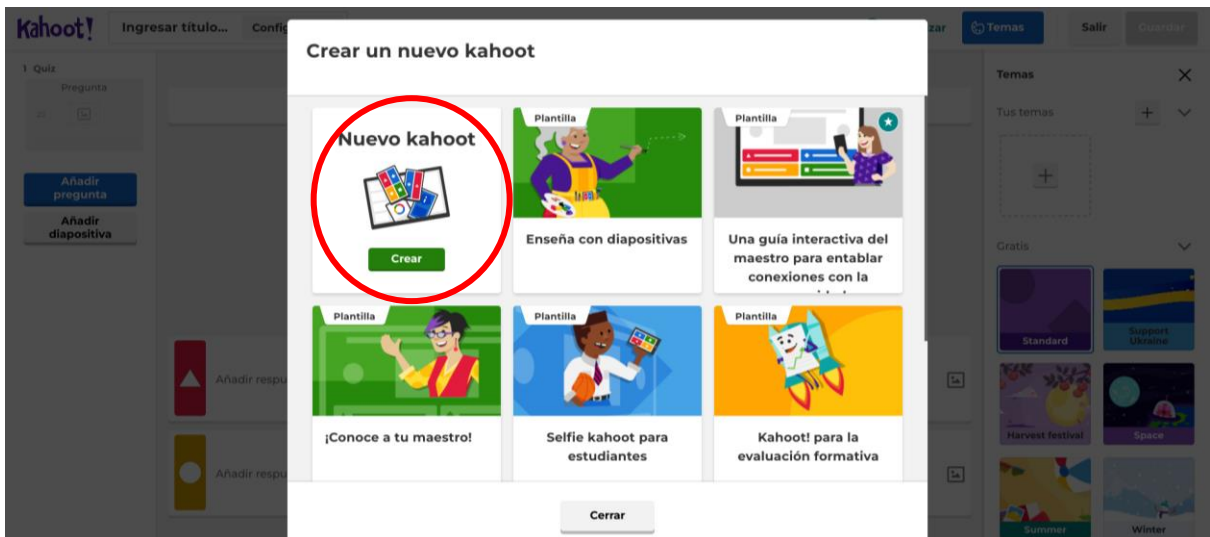 Kahoot!
Ingresar título...
Config
zar
Temas
Salir
Guardar
1 Quiz
Pregunta
Añadir
pregunta
Añadir
diapositiva
Añadir respu
Añadir respu
Crear un nuevo kahoot
Nuevo kahoot
Crear
Plantilla
Enseña con diapositivas
Plantilla
Una guía interactiva del
maestro para entablar
conexiones con la
Plantilla
¡Conoce a tu maestro!
Plantilla
Selfie kahoot para
estudiantes
Plantilla
Kahoot! para la
evaluación formativa
Cerrar
Temas
Tus temas
Gratis
Standard
Support
Ukraine
Harvest festival
Space
Summer
Winter